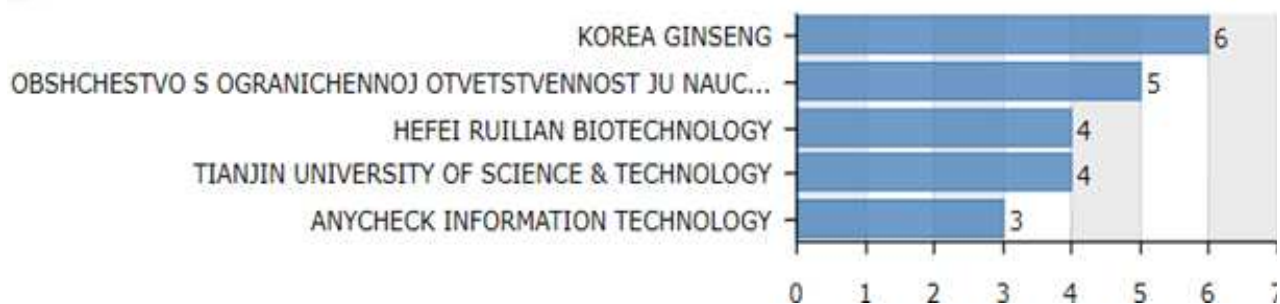 KOREA GINSENG 6
OBSHCHESTVO S OGRANICHENNOJ OTVETSTVENNOST JU NAUC... 5
HEFEI RUILIAN BIOTECHNOLOGY 4
TIANJIN UNIVERSITY OF SCIENCE & TECHNOLOGY 4
ANYCHECK INFORMATION TECHNOLOGY 3
0 1 2 3 4 5 6 7